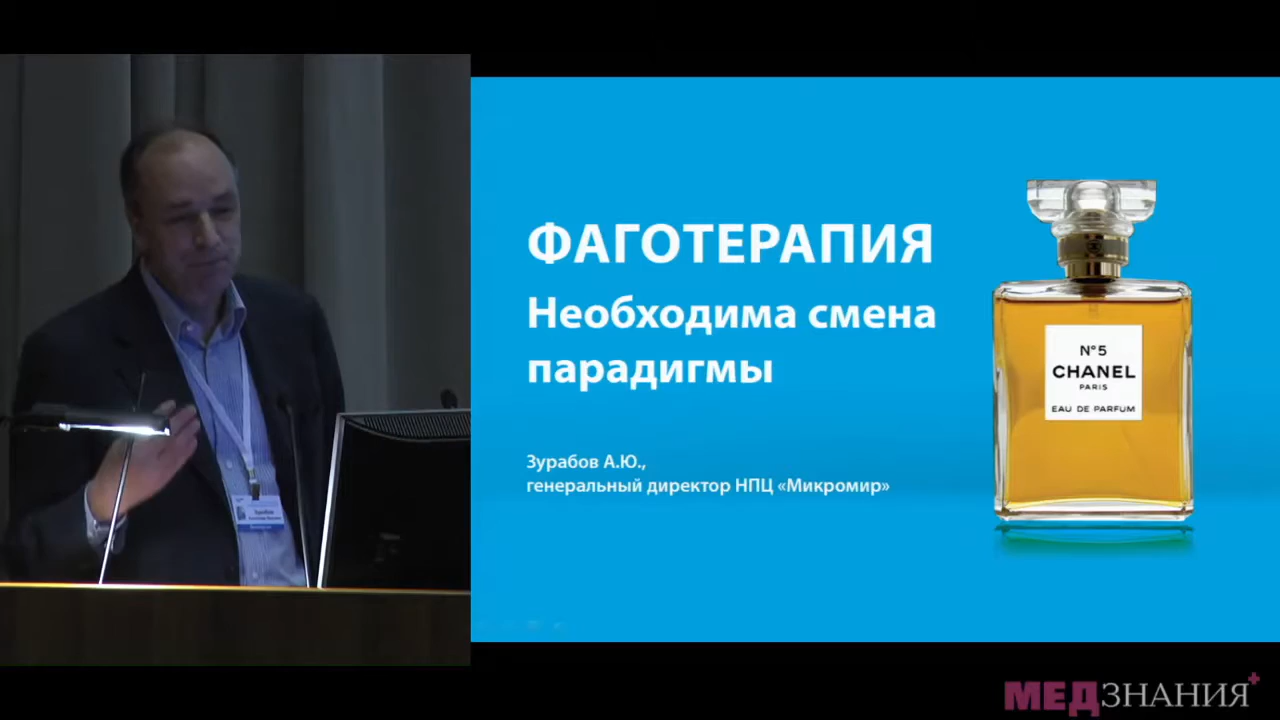 ФАГОТЕРАПИЯ
Необходима смена
парадигмы
Зурабов А.Ю.,
генеральный директор НПЦ «Микромир»
N°5
CHANEL
PARIS
EAU DE PARFUM
МЕДЗНАНИЯ+